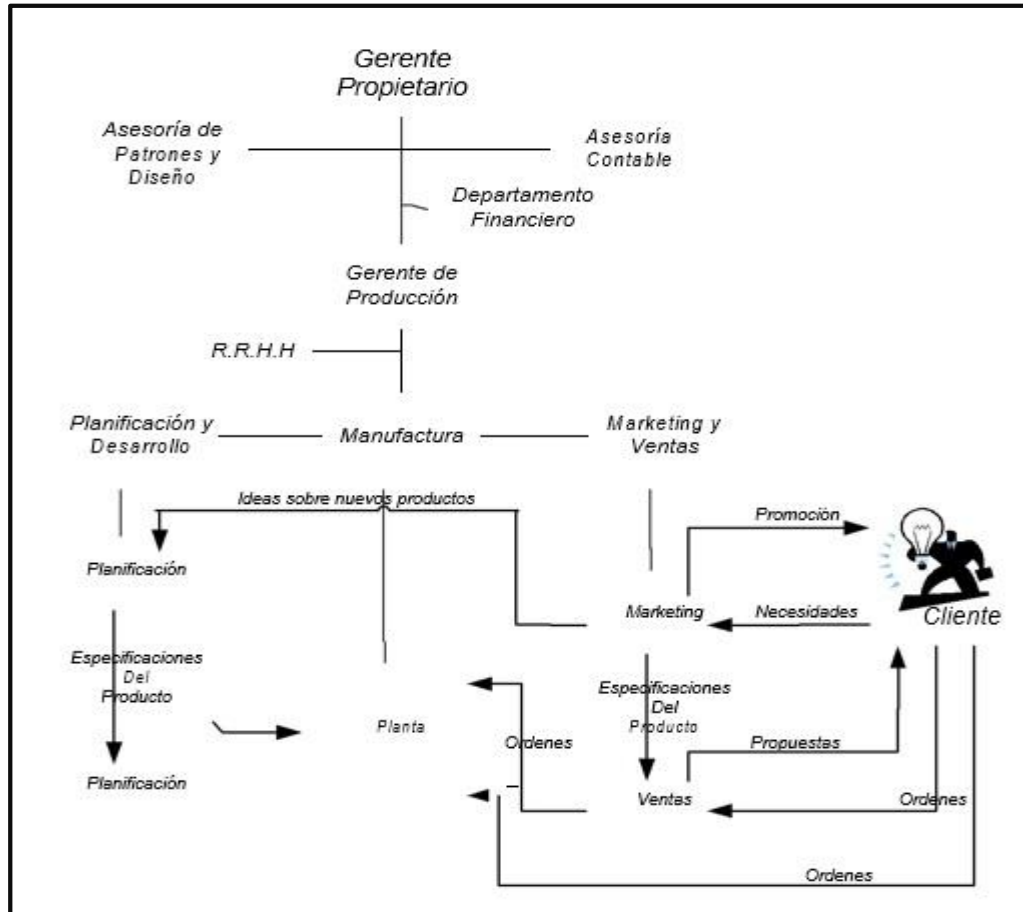 Gerente
Propietario
Asesoría de
Patrones y
Diseño
Asesoría
Contable
Departamento
Financiero
Gerente de
Producción
R.R.H.H
Planificación y
Desarrollo
Manufactura
Marketing y
Ventas
Ideas sobre nuevos productos
Promoción
Planificación
Marketing
Necesidades
Cliente
Especificaciones
Del
Producto
Especificaciones
Del
Producto
Planta
Ordenes
Propuestas
Planificación
Ventas
Ordenes
Ordenes